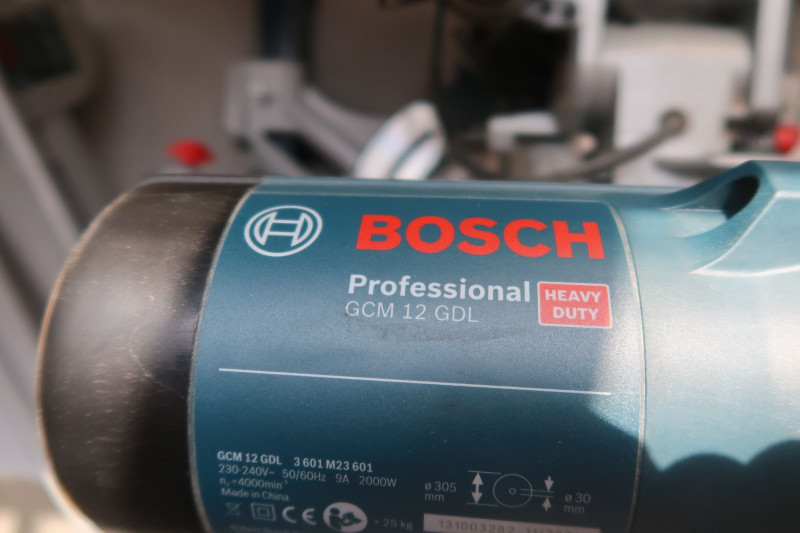 BOSCH
Professional
GCM 12 GDL
HEAVY
DUTY
GCM 12 GDL 3 601 M23 601
230-240V~ 50/60Hz 9A 2000W
n₀=4000min⁻¹
Made in China
ø 305
mm
ø 30
mm
CE
≈ 25 kg
131003282